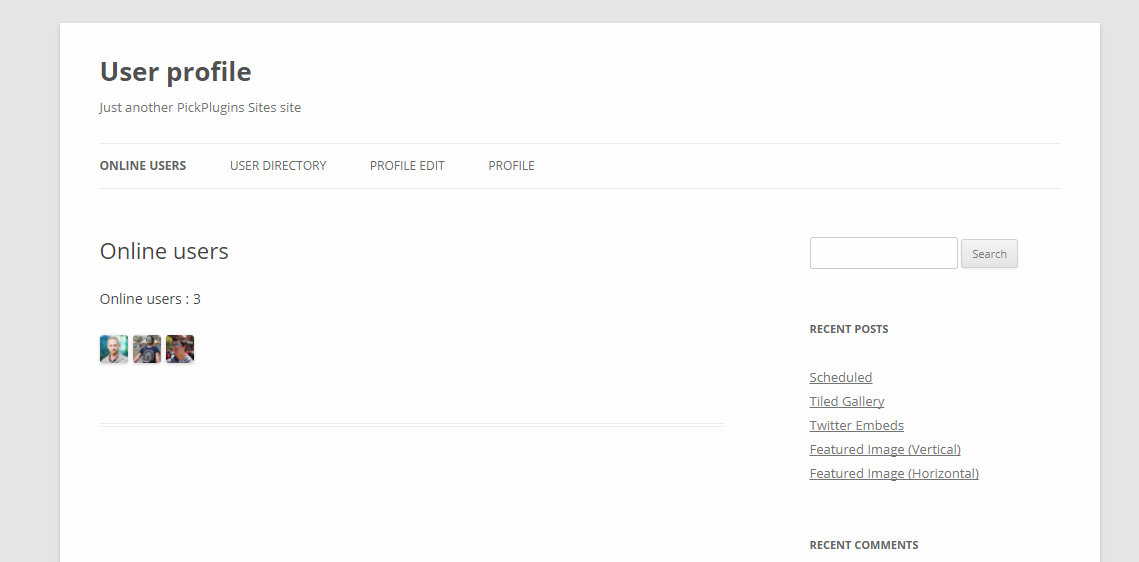 User profile
Just another PickPlugins Sites site
ONLINE USERS
USER DIRECTORY
PROFILE EDIT
PROFILE
Online users
Online users : 3
Search
RECENT POSTS
Scheduled
Tiled Gallery
Twitter Embeds
Featured Image (Vertical)
Featured Image (Horizontal)
RECENT COMMENTS